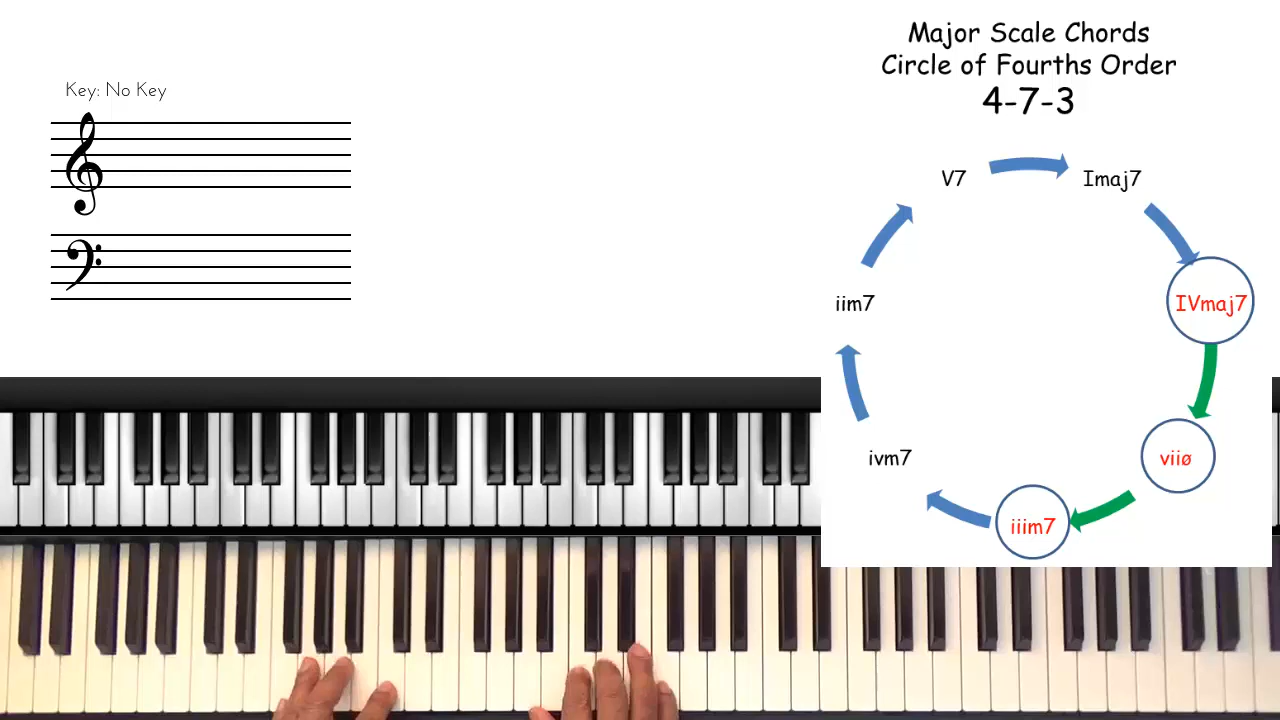 Major Scale Chords
Circle of Fourths Order
4-7-3
Key: No Key
V7
Imaj7
iim7
IVmaj7
ivm7
viiø
iiim7